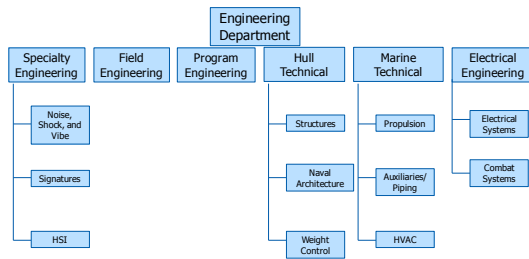 Engineering
Department
Specialty
Engineering
Field
Engineering
Program
Engineering
Hull
Technical
Marine
Technical
Electrical
Engineering
Noise,
Shock, and
Vibe
Signatures
HSI
Structures
Naval
Architecture
Weight
Control
Propulsion
Auxiliaries/
Piping
HVAC
Electrical
Systems
Combat
Systems